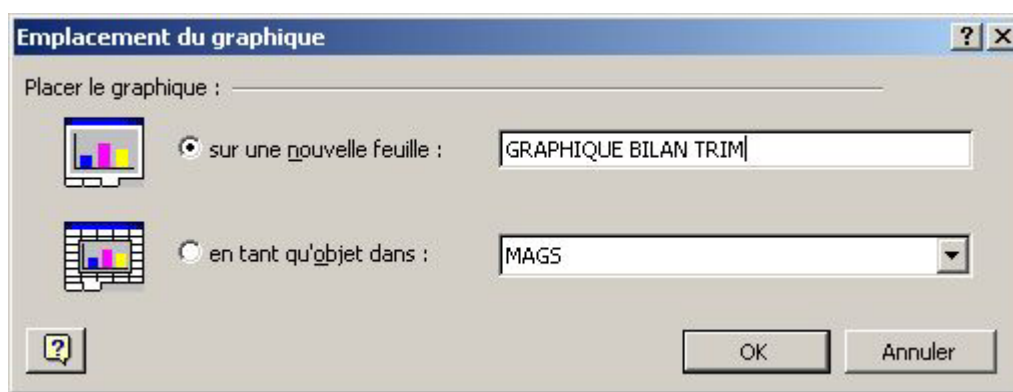 Emplacement du graphique
Placer le graphique :
sur une nouvelle feuille : GRAPHIQUE BILAN TRIM
en tant qu'objet dans : MAGS
OK Annuler